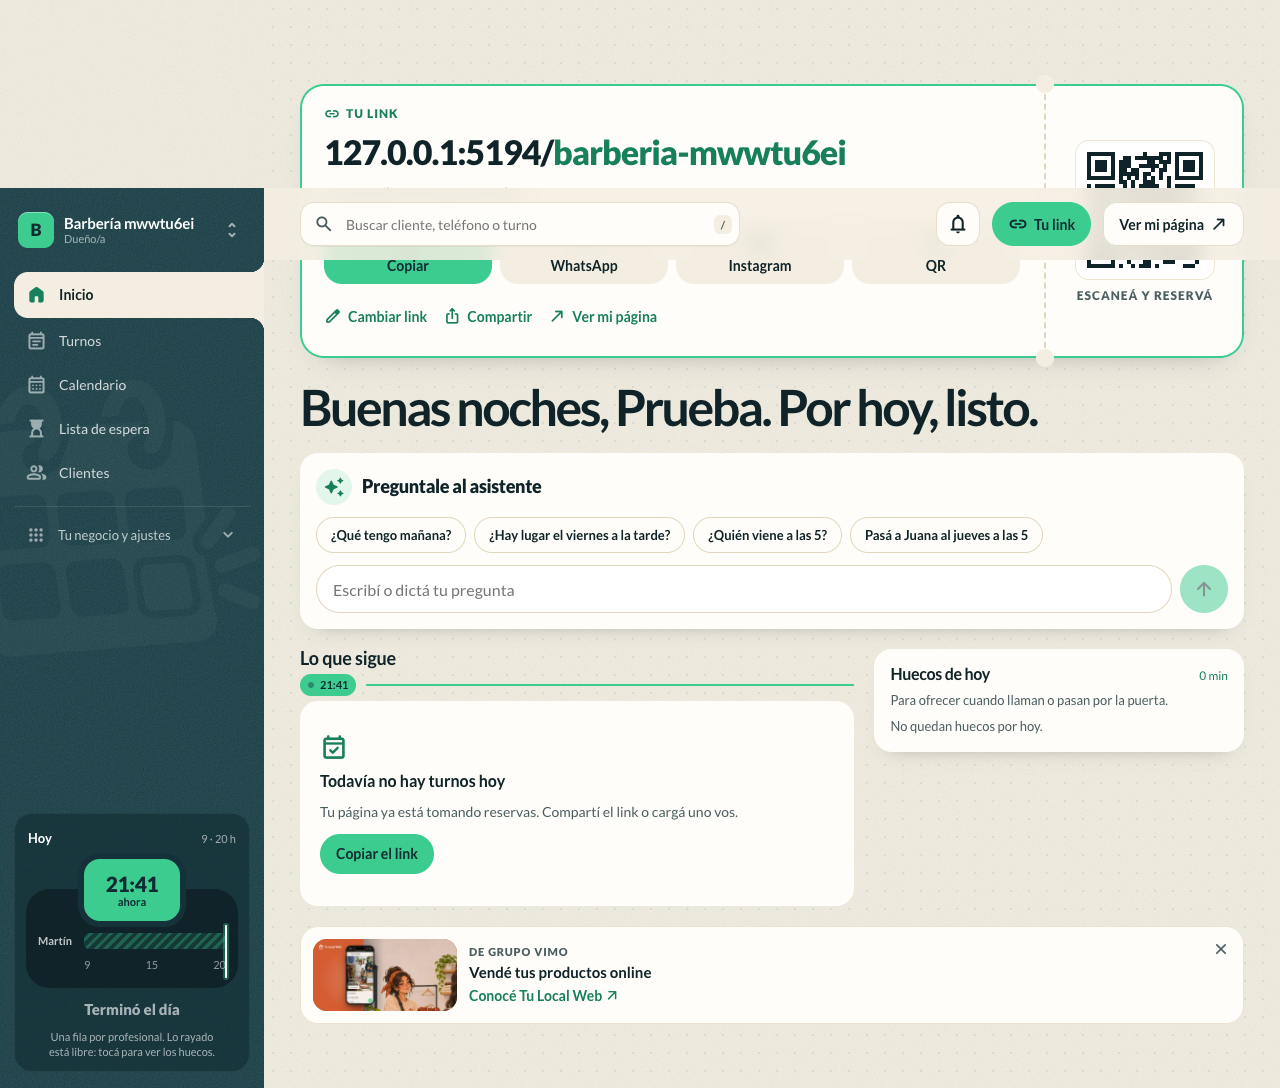 TU LINK
127.0.0.1:5194/barberia-mwwtu6ei
B
Barbería mwwtu6ei
Dueño/a
Buscar cliente, teléfono o turno
/
Tu link
Ver mi página
Copiar
WhatsApp
Instagram
QR
ESCANEÁ Y RESERVÁ
Cambiar link
Compartir
Ver mi página
Inicio
Turnos
Calendario
Lista de espera
Clientes
Tu negocio y ajustes
Buenas noches, Prueba. Por hoy, listo.
Preguntale al asistente
¿Qué tengo mañana?
¿Hay lugar el viernes a la tarde?
¿Quién viene a las 5?
Pasá a Juana al jueves a las 5
Escribí o dictá tu pregunta
Lo que sigue
21:41
Todavía no hay turnos hoy
Tu página ya está tomando reservas. Compartí el link o cargá uno vos.
Copiar el link
Huecos de hoy
0 min
Para ofrecer cuando llaman o pasan por la puerta.
No quedan huecos por hoy.
Hoy
9 · 20 h
21:41
ahora
Martín
9
15
20
Terminó el día
Una fila por profesional. Lo rayado
está libre: tocá para ver los huecos.
DE GRUPO VIMO
Vendé tus productos online
Conocé Tu Local Web